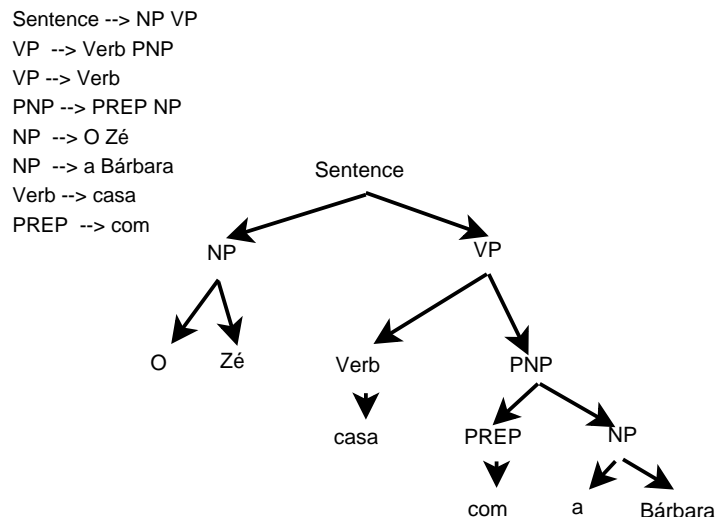 Sentence --> NP VP
VP --> Verb PNP
VP --> Verb
PNP --> PREP NP
NP --> O Zé
NP --> a Bárbara
Verb --> casa
PREP --> com
Sentence
NP VP
O Zé Verb PNP
casa PREP NP
com a Bárbara